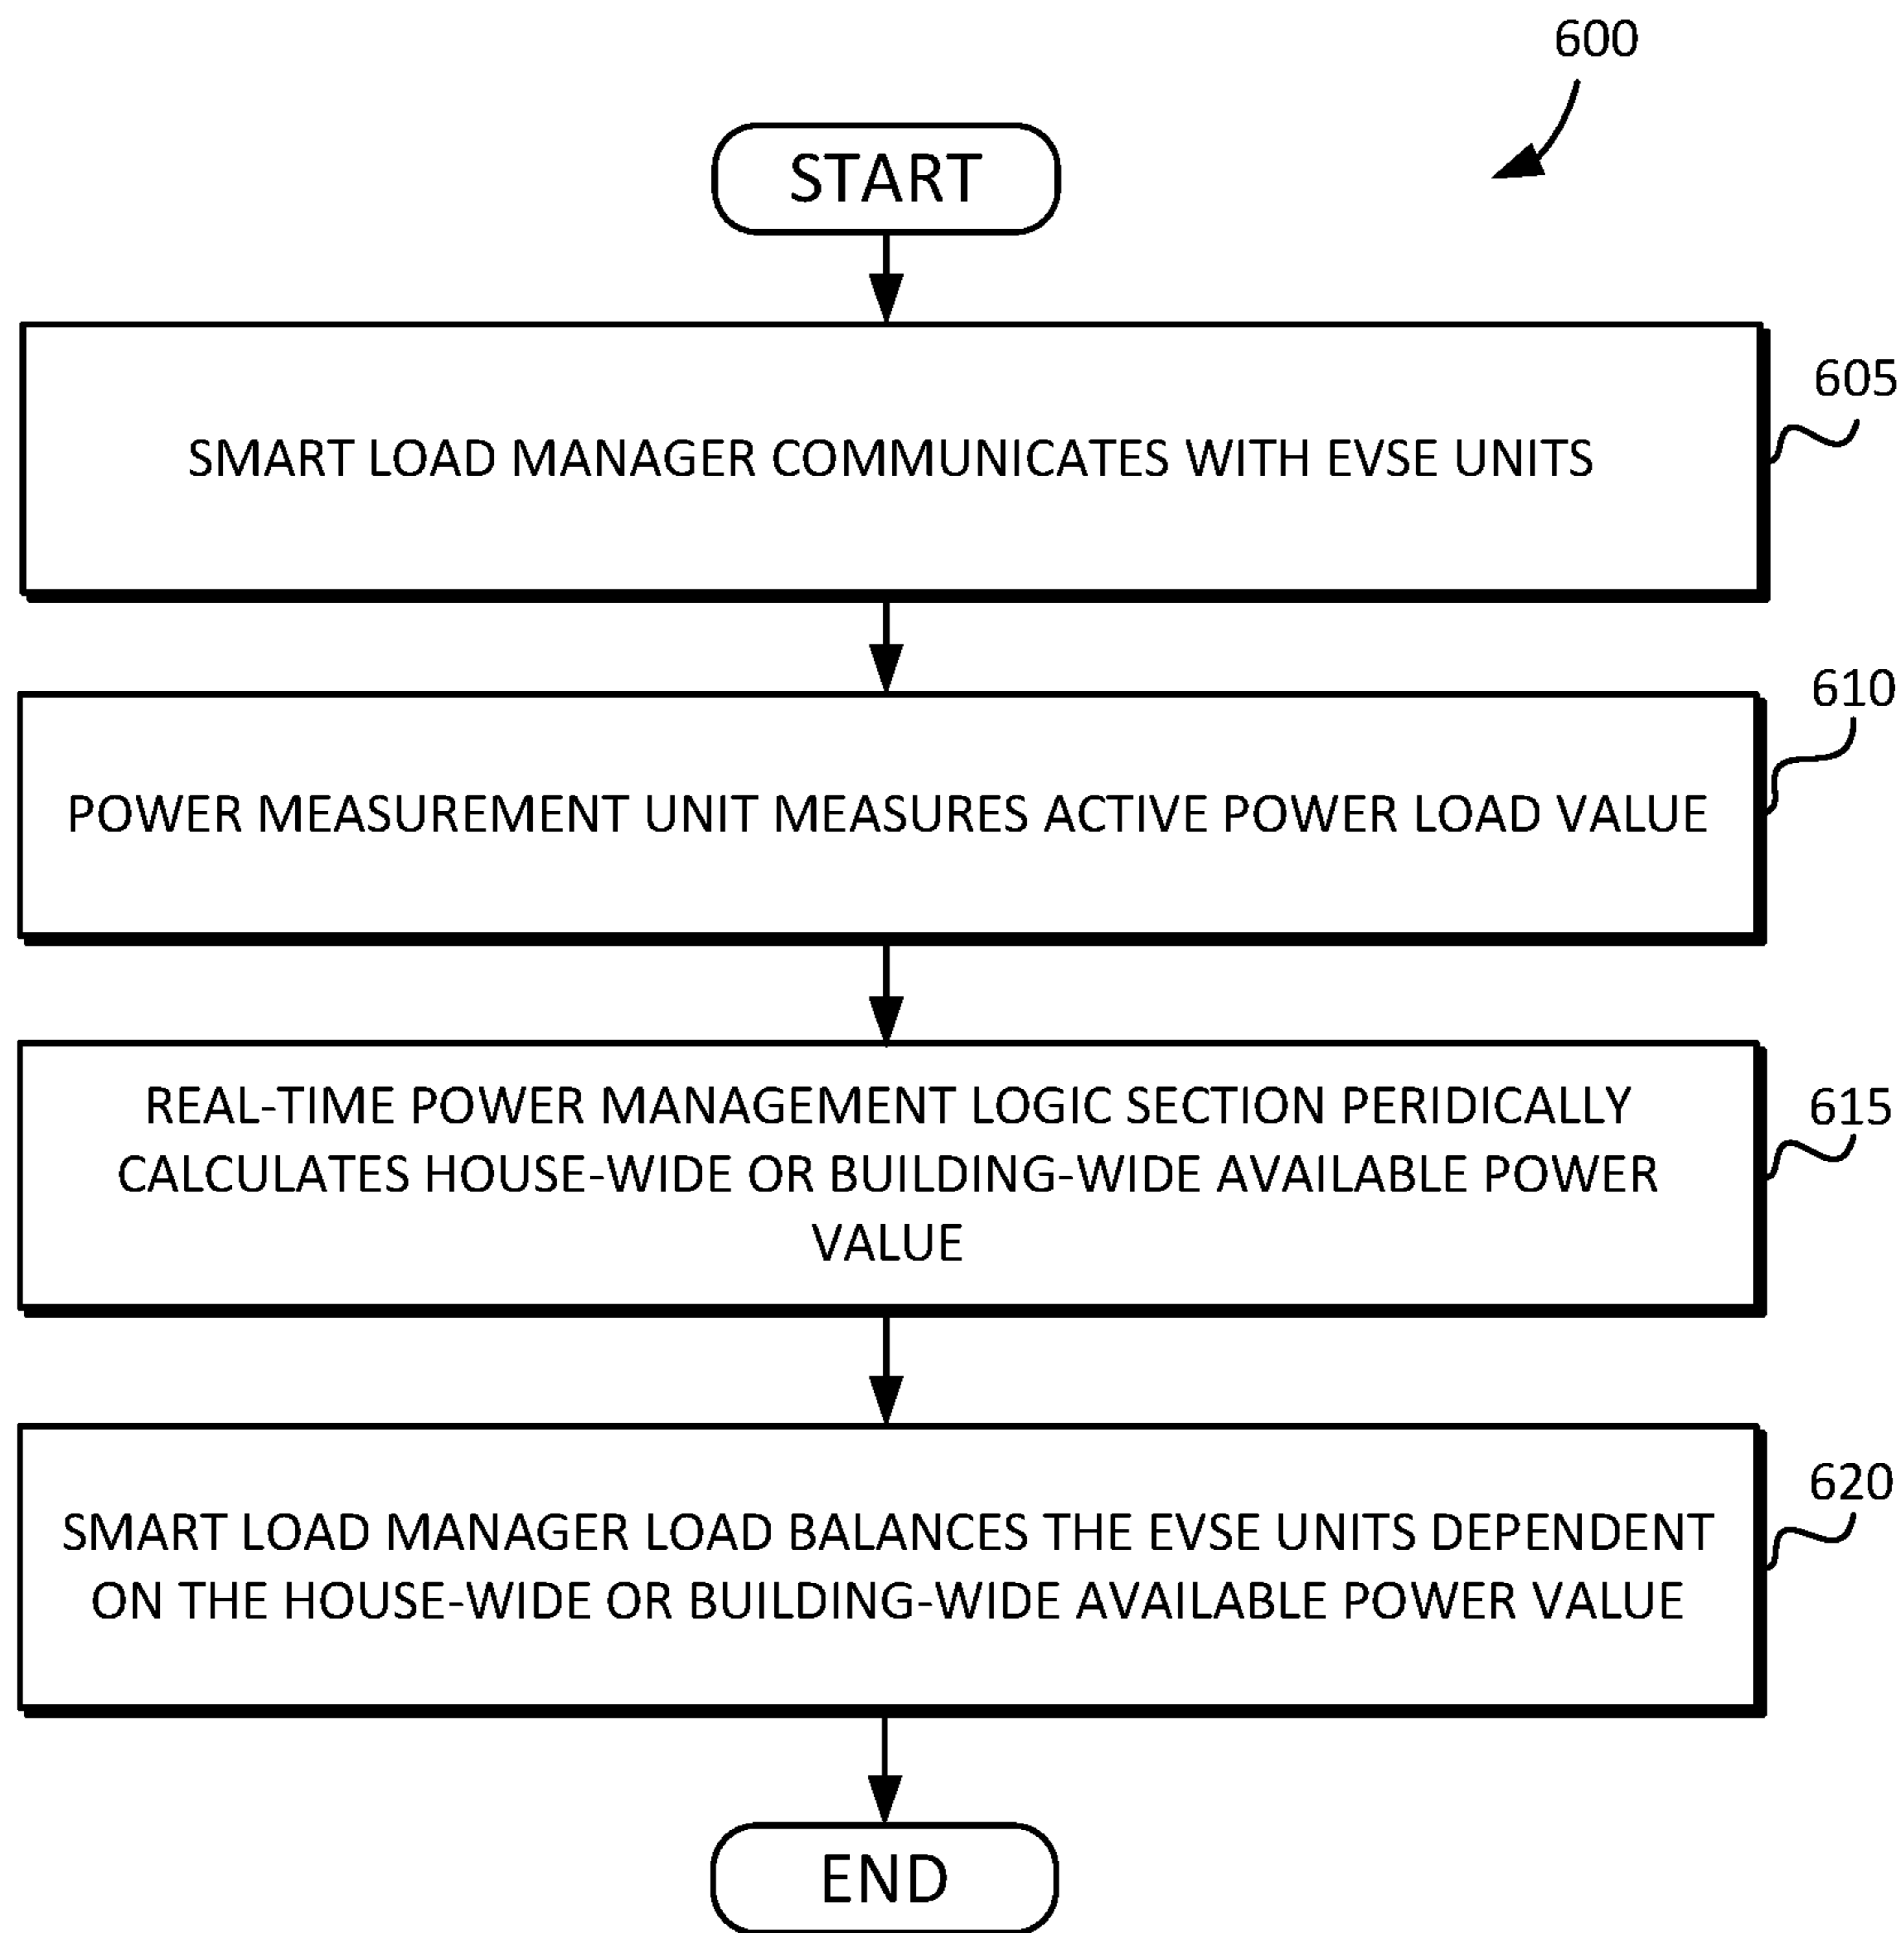 600
START
SMART LOAD MANAGER COMMUNICATES WITH EVSE UNITS
605
POWER MEASUREMENT UNIT MEASURES ACTIVE POWER LOAD VALUE
610
REAL-TIME POWER MANAGEMENT LOGIC SECTION PERIDICALLY
CALCULATES HOUSE-WIDE OR BUILDING-WIDE AVAILABLE POWER
VALUE
615
SMART LOAD MANAGER LOAD BALANCES THE EVSE UNITS DEPENDENT
ON THE HOUSE-WIDE OR BUILDING-WIDE AVAILABLE POWER VALUE
620
END